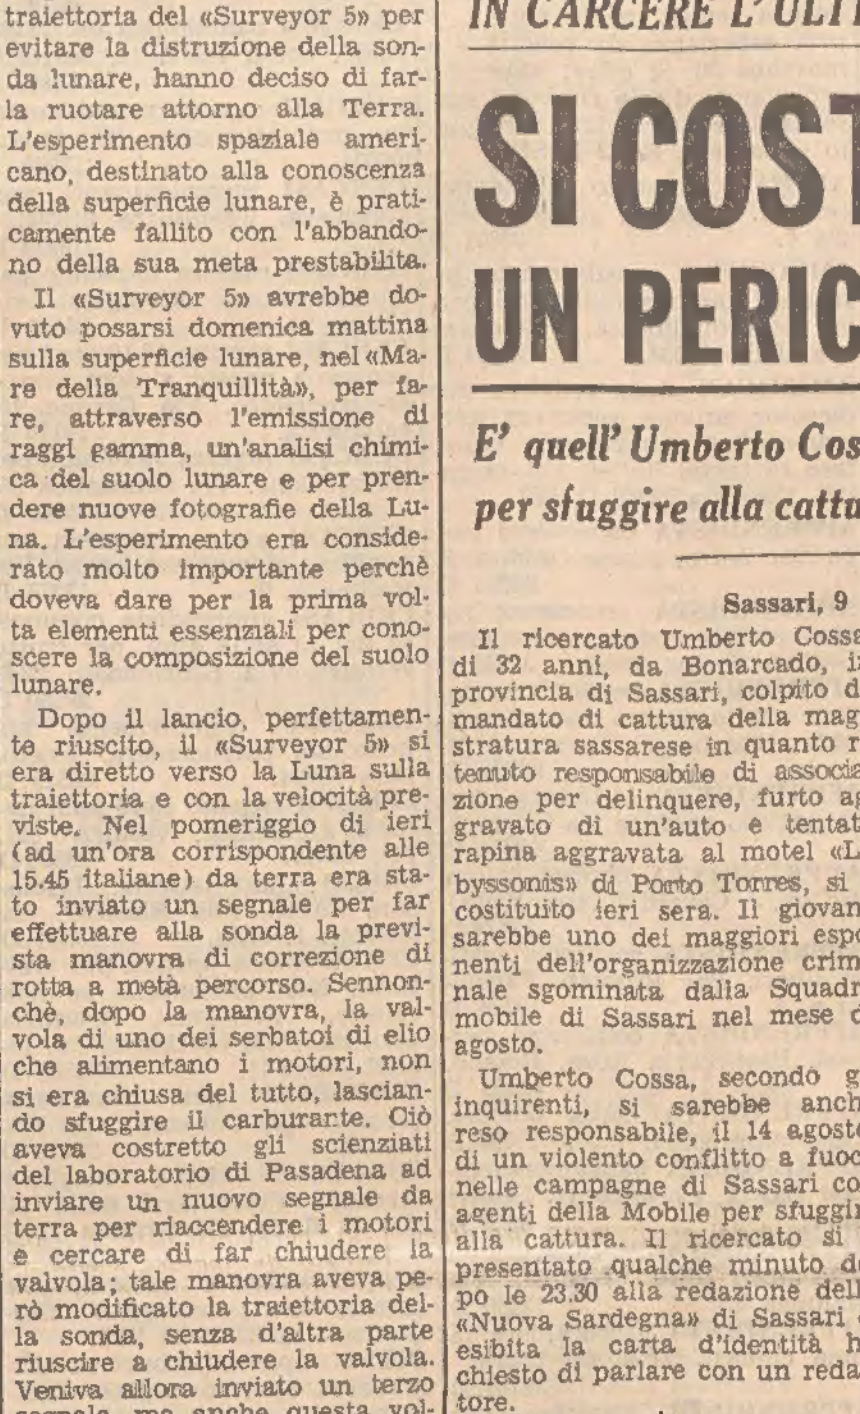 traiettoria del «Surveyor 5» per
evitare la distruzione della son-
da lunare, hanno deciso di far-
la ruotare attorno alla Terra.
L'esperimento spaziale ameri-
cano, destinato alla conoscenza
della superficie lunare, è prati-
camente fallito con l'abbando-
no della sua meta prestabilita.
Il «Surveyor 5» avrebbe do-
vuto posarsi domenica mattina
sulla superficie lunare, nel «Ma-
re della Tranquillità», per fa-
re, attraverso l'emissione di
raggi gamma, un'analisi chimi-
ca del suolo lunare e per pren-
dere nuove fotografie della Lu-
na. L'esperimento era conside-
rato molto importante perchè
doveva dare per la prima vol-
ta elementi essenziali per cono-
scere la composizione del suolo
lunare.
Dopo il lancio, perfettamen-
te riuscito, il «Surveyor 5» si
era diretto verso la Luna sulla
traiettoria e con la velocità pre-
viste. Nel pomeriggio di ieri
(ad un'ora corrispondente alle
15.45 italiane) da terra era sta-
to inviato un segnale per far
effettuare alla sonda la previ-
sta manovra di correzione di
rotta a metà percorso. Sennon-
chè, dopo la manovra, la val-
vola di uno dei serbatoi di elio
che alimentano i motori, non
si era chiusa del tutto, lascian-
do sfuggire il carburante. Ciò
aveva costretto gli scienziati
del laboratorio di Pasadena ad
inviare un nuovo segnale da
terra per riaccendere i motori
e cercare di far chiudere la
valvola; tale manovra aveva pe-
rò modificato la traiettoria del-
la sonda, senza d'altra parte
riuscire a chiudere la valvola.
Veniva allora inviato un terzo
segnale, ma anche questa vol-
IN CARCERE L'ULTI
SI COST
UN PERIC
E' quell' Umberto Cos
per sfuggire alla cattu
Sassari, 9
Il ricercato Umberto Cossa
di 32 anni, da Bonarcado, i
provincia di Sassari, colpito d
mandato di cattura della mag
stratura sassarese in quanto r
tenuto responsabile di associa
zione per delinquere, furto ag
gravato di un'auto e tentat
rapina aggravata al motel «L
byssonis» di Porto Torres, si
costituito ieri sera. Il giovan
sarebbe uno dei maggiori espo
nenti dell'organizzazione crim
nale sgominata dalla Squadr
mobile di Sassari nel mese d
agosto.
Umberto Cossa, secondo g
inquirenti, si sarebbe anch
reso responsabile, il 14 agosto
di un violento conflitto a fuoc
nelle campagne di Sassari co
agenti della Mobile per sfuggir
alla cattura. Il ricercato si
presentato qualche minuto do
po le 23.30 alla redazione dell
«Nuova Sardegna» di Sassari e
esibita la carta d'identità h
chiesto di parlare con un reda
tore.